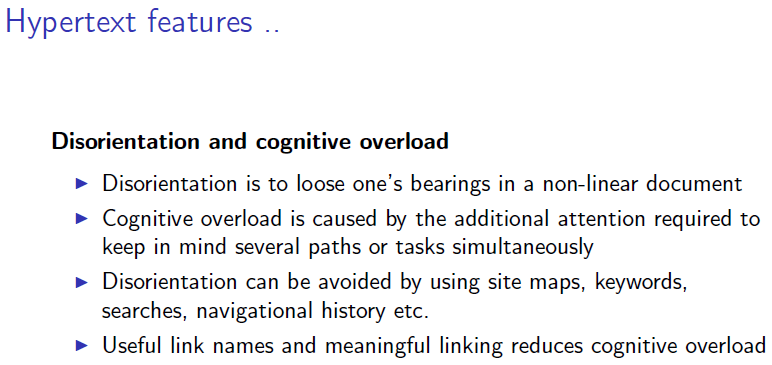 Hypertext features ..
Disorientation and cognitive overload
Disorientation is to loose one's bearings in a non-linear document
Cognitive overload is caused by the additional attention required to
keep in mind several paths or tasks simultaneously
Disorientation can be avoided by using site maps, keywords,
searches, navigational history etc.
Useful link names and meaningful linking reduces cognitive overload